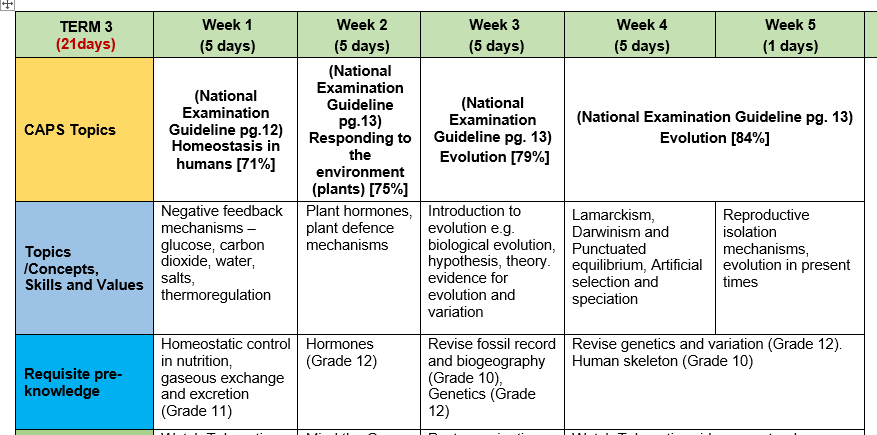 TERM 3
(21days)
Week 1
(5 days)
Week 2
(5 days)
Week 3
(5 days)
Week 4
(5 days)
Week 5
(1 days)
CAPS Topics
(National
Examination
Guideline pg.12)
Homeostasis in
humans [71%]
(National
Examination
Guideline
pg.13)
Responding to
the
environment
(plants) [75%]
(National
Examination
Guideline pg. 13)
Evolution [79%]
(National Examination Guideline pg. 13)
Evolution [84%]
Topics
/Concepts,
Skills and Values
Negative feedback
mechanisms –
glucose, carbon
dioxide, water,
salts,
thermoregulation
Plant hormones,
plant defence
mechanisms
Introduction to
evolution e.g.
biological evolution,
hypothesis, theory.
evidence for
evolution and
variation
Lamarckism,
Darwinism and
Punctuated
equilibrium, Artificial
selection and
speciation
Reproductive
isolation
mechanisms,
evolution in present
times
Requisite pre-
knowledge
Homeostatic control
in nutrition,
gaseous exchange
and excretion
(Grade 11)
Hormones
(Grade 12)
Revise fossil record
and biogeography
(Grade 10),
Genetics (Grade
12)
Revise genetics and variation (Grade 12).
Human skeleton (Grade 10)